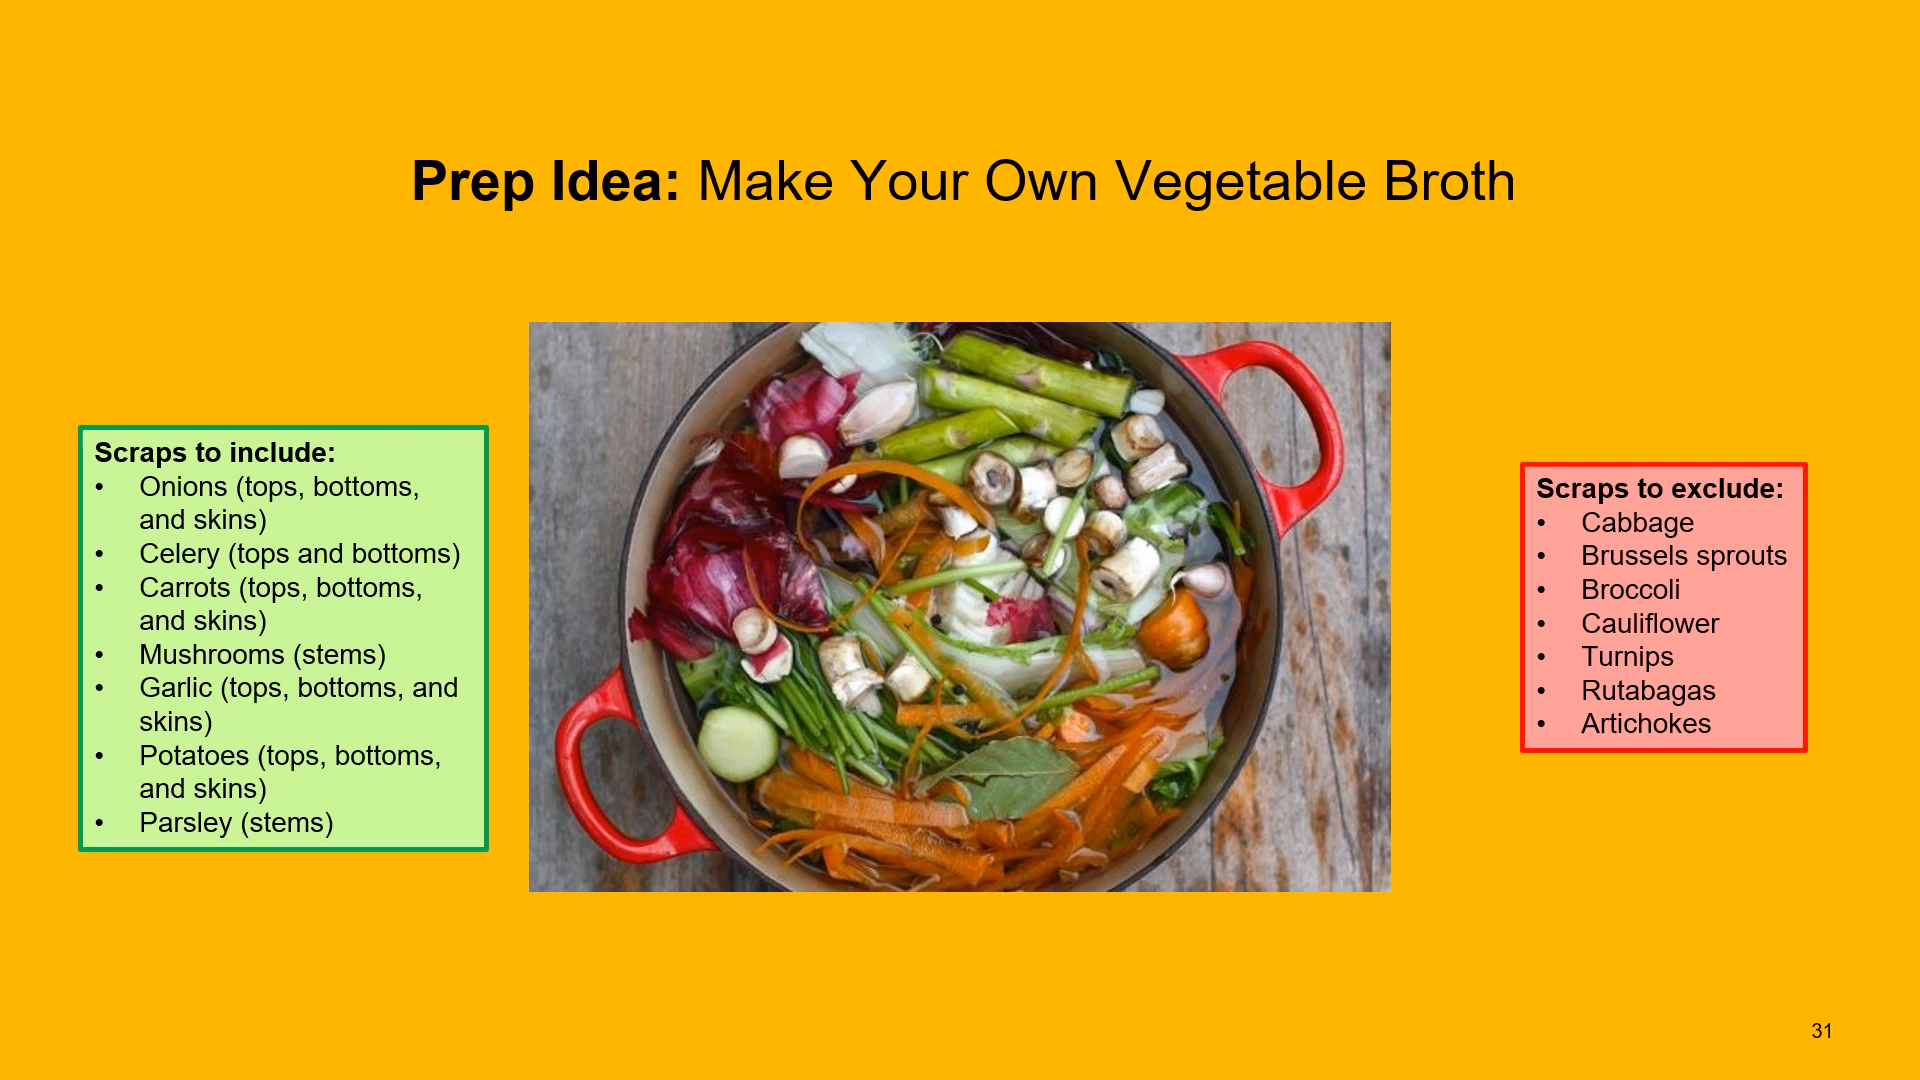 Prep Idea: Make Your Own Vegetable Broth
Scraps to include:
• Onions (tops, bottoms,
and skins)
• Celery (tops and bottoms)
• Carrots (tops, bottoms,
and skins)
• Mushrooms (stems)
• Garlic (tops, bottoms, and
skins)
• Potatoes (tops, bottoms,
and skins)
• Parsley (stems)
Scraps to exclude:
• Cabbage
• Brussels sprouts
• Broccoli
• Cauliflower
• Turnips
• Rutabagas
• Artichokes
31